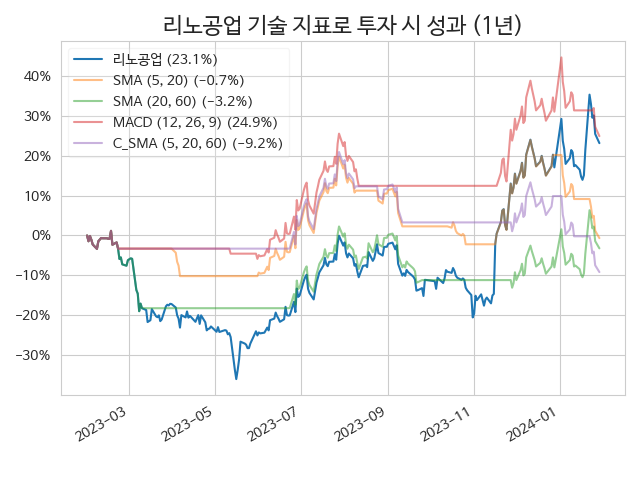 리노공업 기술 지표로 투자 시 성과 (1년)
리노공업 (23.1%)
SMA (5, 20) (−0.7%)
SMA (20, 60) (−3.2%)
MACD (12, 26, 9) (24.9%)
C_SMA (5, 20, 60) (−9.2%)
40%
30%
20%
10%
0%
−10%
−20%
−30%
2023−03
2023−05
2023−07
2023−09
2023−11
2024−01